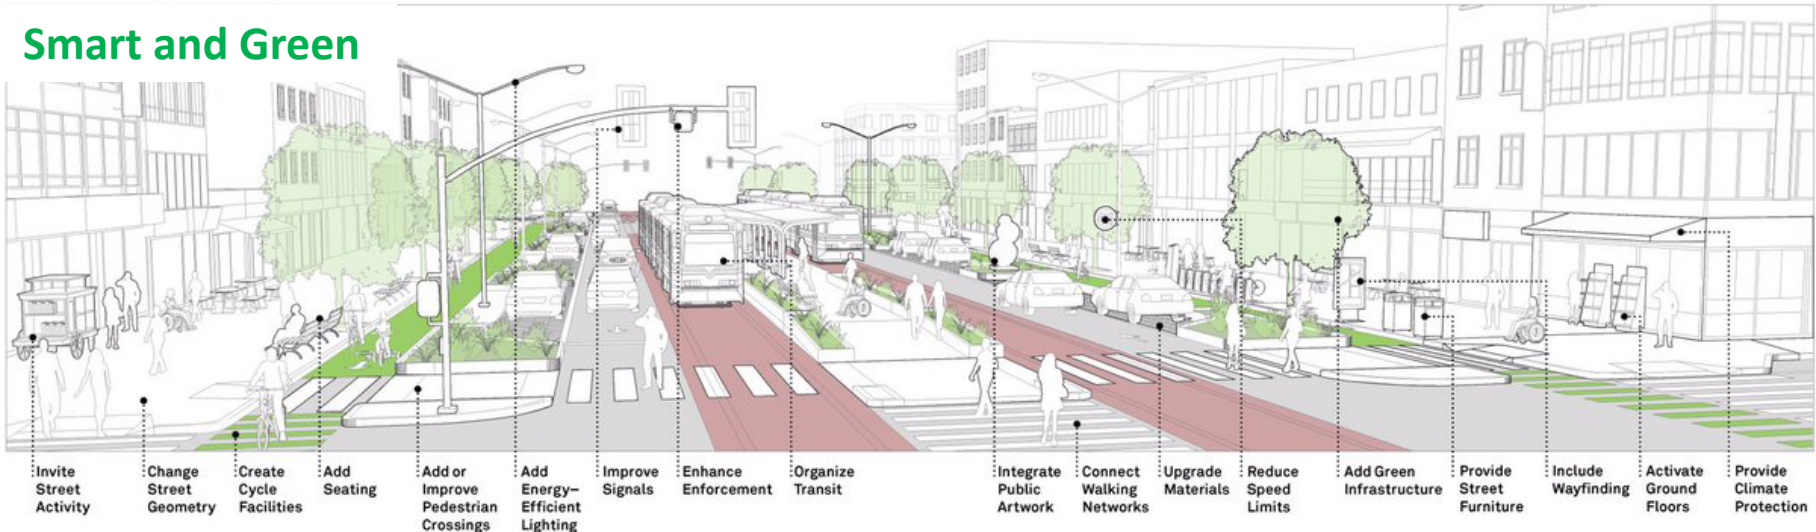 Smart and Green
Invite
Street
Activity
Change
Street
Geometry
Create
Cycle
Facilities
Add
Seating
Add or
Improve
Pedestrian
Crossings
Add
Energy–
Efficient
Lighting
Improve
Signals
Enhance
Enforcement
Organize
Transit
Integrate
Public
Artwork
Connect
Walking
Networks
Upgrade
Materials
Reduce
Speed
Limits
Add Green
Infrastructure
Provide
Street
Furniture
Include
Wayfinding
Activate
Ground
Floors
Provide
Climate
Protection